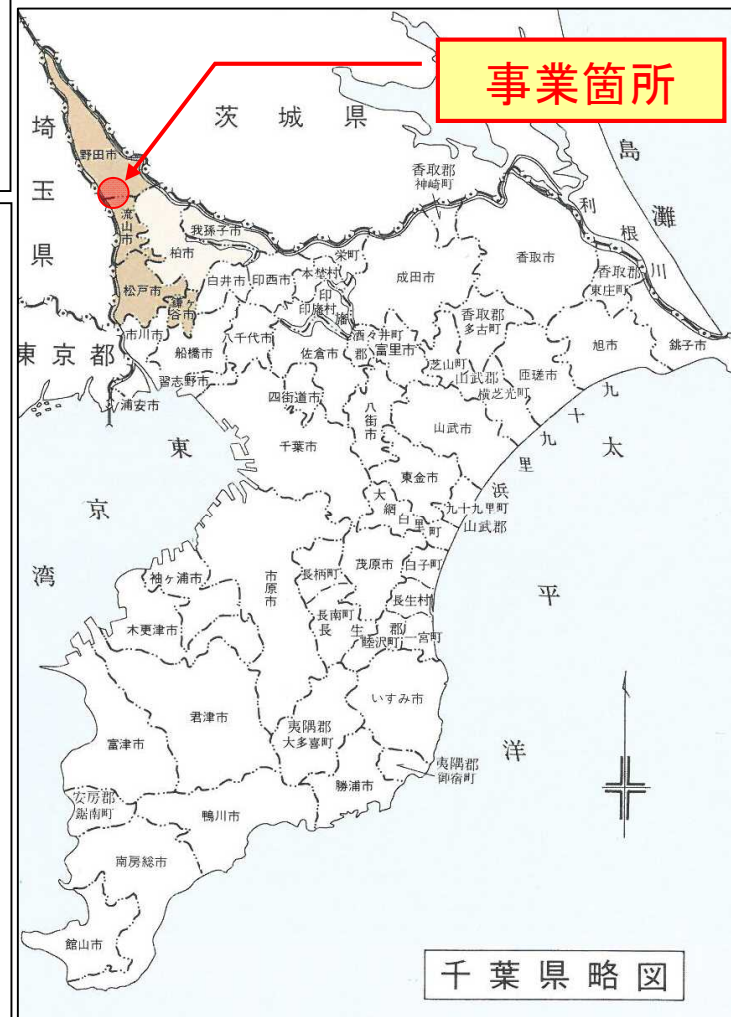 事業箇所
茨城県
埼玉県
東京都
島
灘
利根川
野田市
流山市
柏市
我孫子市
松戸市
鎌ヶ谷市
市川市
白井市
印西市
本埜村
印旛村
印旛郡
栄町
成田市
香取郡
神崎町
香取市
香取郡
東庄町
香取郡
多古町
酒々井町
富里市
芝山町
山武郡
横芝光町
匝瑳市
旭市
銚子市
船橋市
八千代市
佐倉市
習志野市
浦安市
四街道市
八街市
千葉市
山武市
東金市
大網白里町
九十九里浜
九十九里町
山武郡
東京湾
太平洋
袖ヶ浦市
市原市
長柄町
茂原市
白子町
木更津市
長南町
長生村
長生郡
睦沢町
一宮町
君津市
いすみ市
富津市
夷隅郡
大多喜町
夷隅郡
御宿町
勝浦市
安房郡
鋸南町
鴨川市
南房総市
館山市
千葉県略図